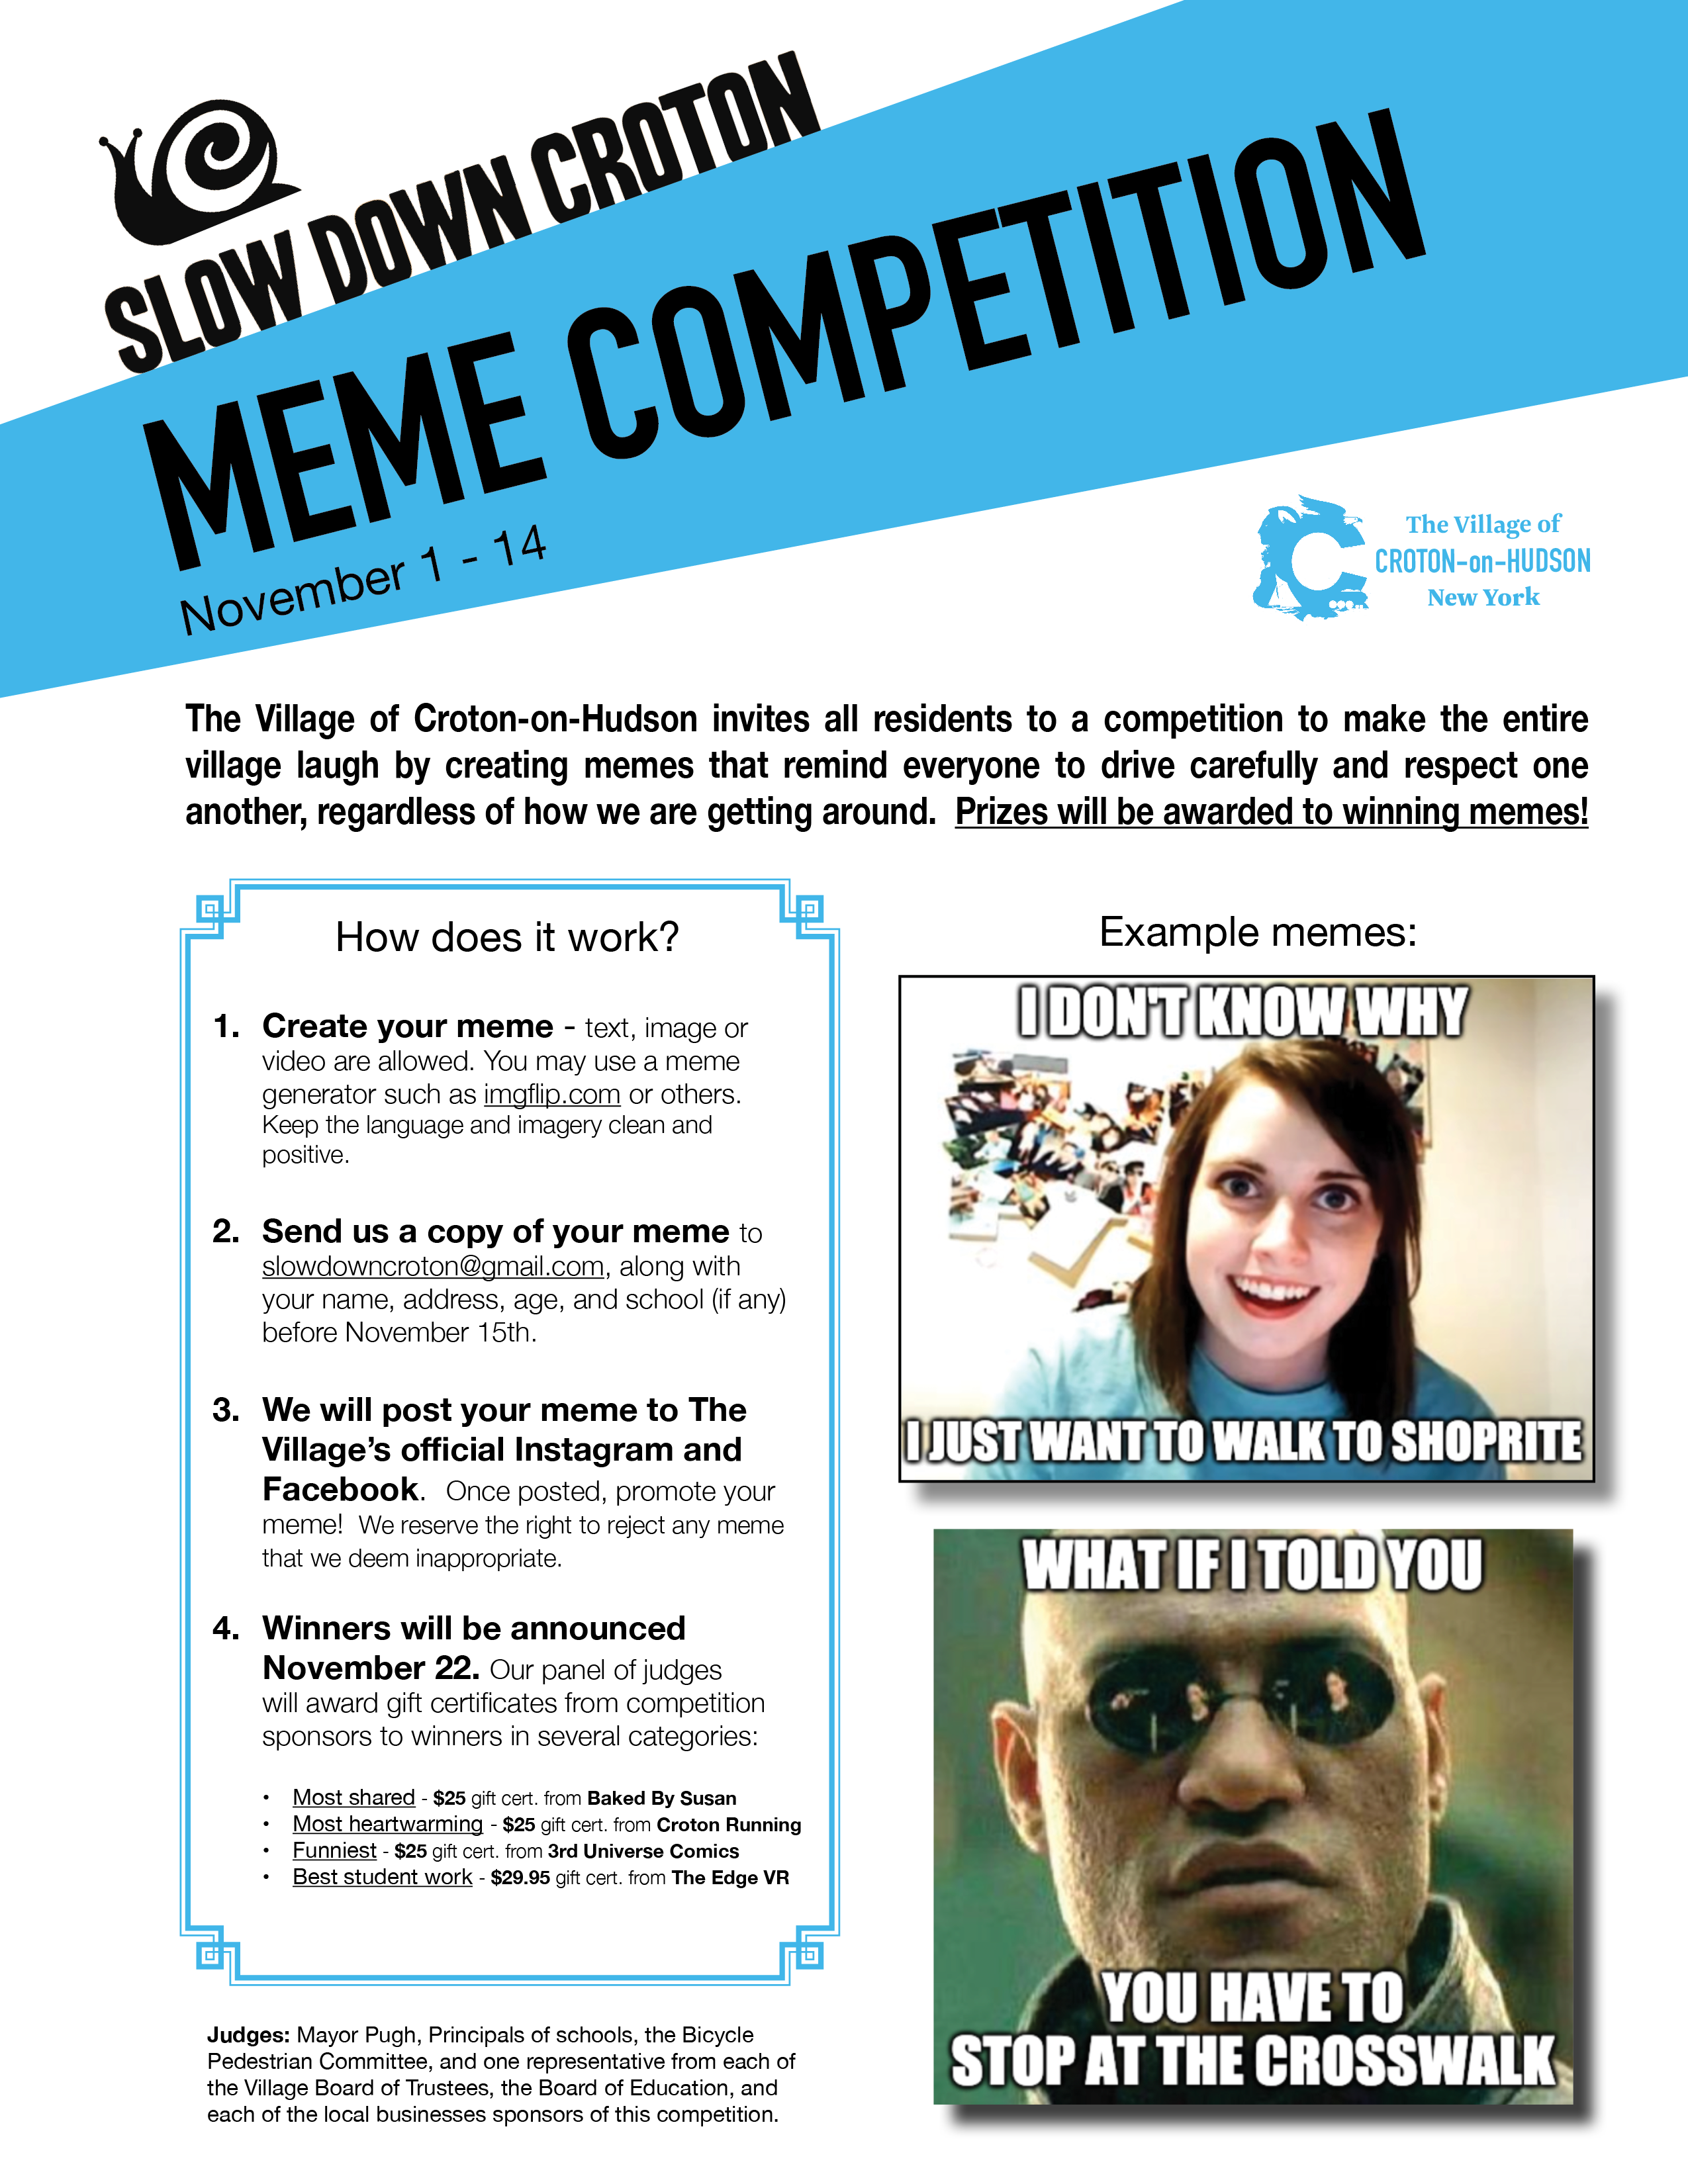 SLOW DOWN CROTON
MEME COMPETITION
November 1 - 14
The Village of
CROTON-on-HUDSON
New York
The Village of Croton-on-Hudson invites all residents to a competition to make the entire
village laugh by creating memes that remind everyone to drive carefully and respect one
another, regardless of how we are getting around.  Prizes will be awarded to winning memes!
How does it work?
1. Create your meme - text, image or
video are allowed. You may use a meme
generator such as imgflip.com or others.
Keep the language and imagery clean and
positive.
2. Send us a copy of your meme to
slowdowncroton@gmail.com, along with
your name, address, age, and school (if any)
before November 15th.
3. We will post your meme to The
Village's official Instagram and
Facebook.  Once posted, promote your
meme!  We reserve the right to reject any meme
that we deem inappropriate.
4. Winners will be announced
November 22. Our panel of judges
will award gift certificates from competition
sponsors to winners in several categories:
• Most shared - $25 gift cert. from Baked By Susan
• Most heartwarming - $25 gift cert. from Croton Running
• Funniest - $25 gift cert. from 3rd Universe Comics
• Best student work - $29.95 gift cert. from The Edge VR
Judges: Mayor Pugh, Principals of schools, the Bicycle
Pedestrian Committee, and one representative from each of
the Village Board of Trustees, the Board of Education, and
each of the local businesses sponsors of this competition.
Example memes:
I DON'T KNOW WHY
I JUST WANT TO WALK TO SHOPRITE
WHAT IF I TOLD YOU
YOU HAVE TO
STOP AT THE CROSSWALK